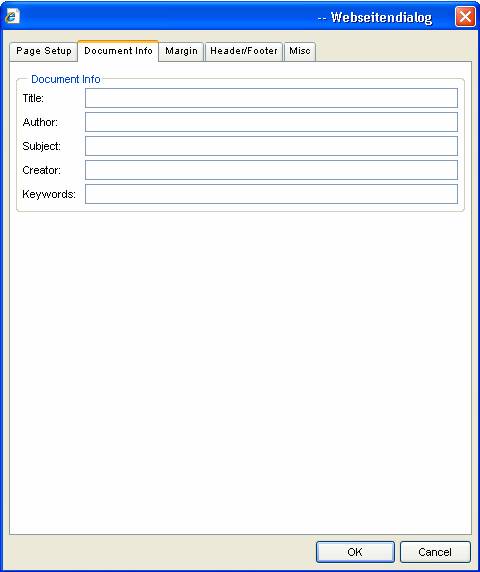 -- Webseitendialog
Page Setup Document Info Margin Header/Footer Misc
Document Info
Title:
Author:
Subject:
Creator:
Keywords:
OK Cancel